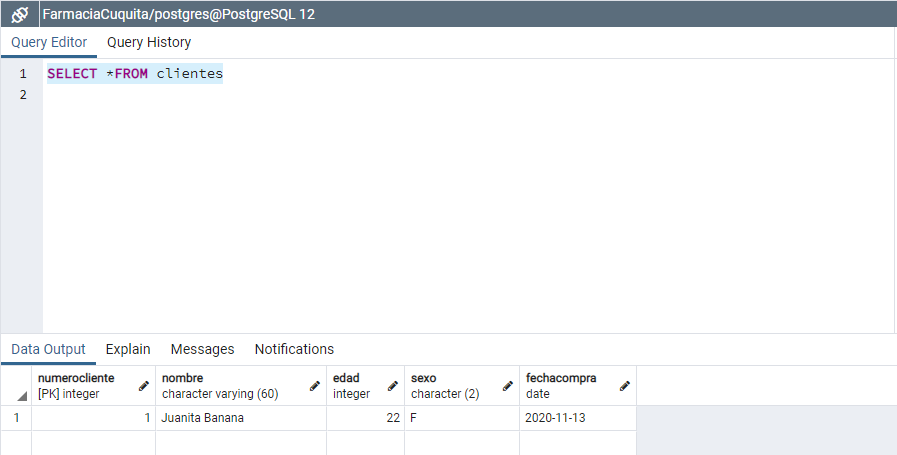 FarmaciaCuquita/postgres@PostgreSQL 12
Query Editor Query History
1 SELECT *FROM clientes
2
Data Output Explain Messages Notifications
numerocliente nombre edad sexo fechacompra
[PK] integer character varying (60) integer character (2) date
1 1 Juanita Banana 22 F 2020-11-13